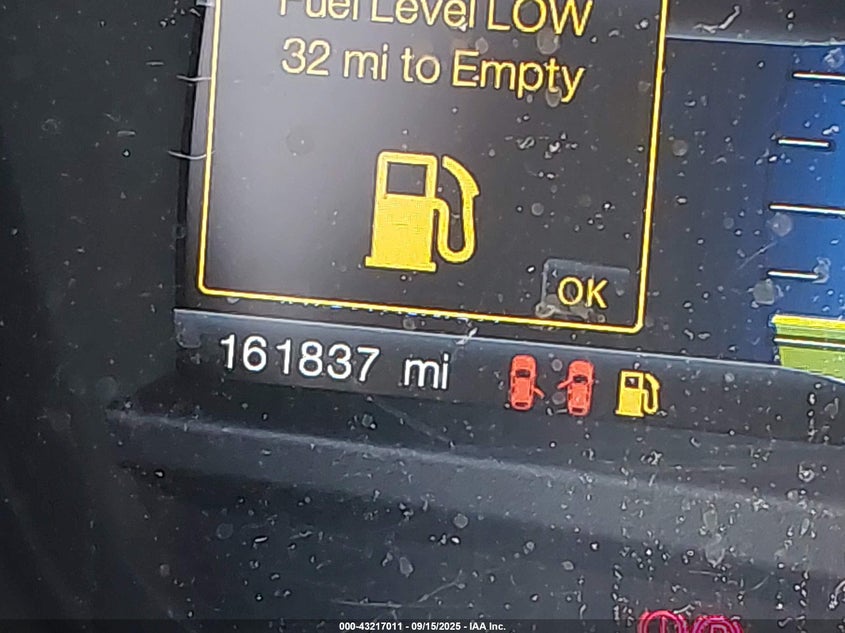 Fuel Level LOW
32 mi to Empty
OK
161837 mi
000-43217011 - 09/15/2025 - IAA Inc.